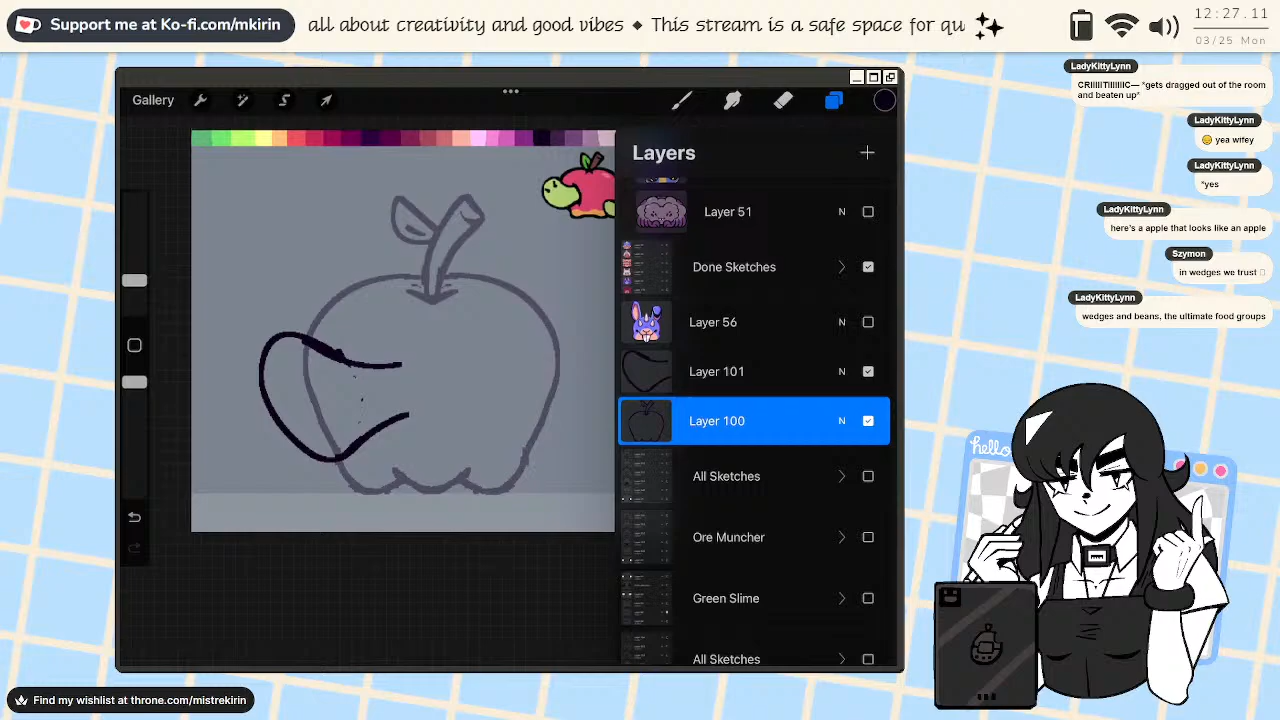 Support me at Ko-fi.com/mkirin
all about creativity and good vibes ◆ This stream is a safe space for qu
12:27.11
03/25 Mon
Gallery
Layers
Layer 51
N
Done Sketches
Layer 56
N
Layer 101
N
Layer 100
N
All Sketches
Ore Muncher
Green Slime
All Sketches
LadyKittyLynn
*gets dragged out of the room
and beaten up*
LadyKittyLynn
yea wifey
LadyKittyLynn
*yes
LadyKittyLynn
here's a apple that looks like an apple
Szymon
in wedges we trust
LadyKittyLynn
wedges and beans, the ultimate food groups
hello
Find my wishlist at throne.com/mstrekirin